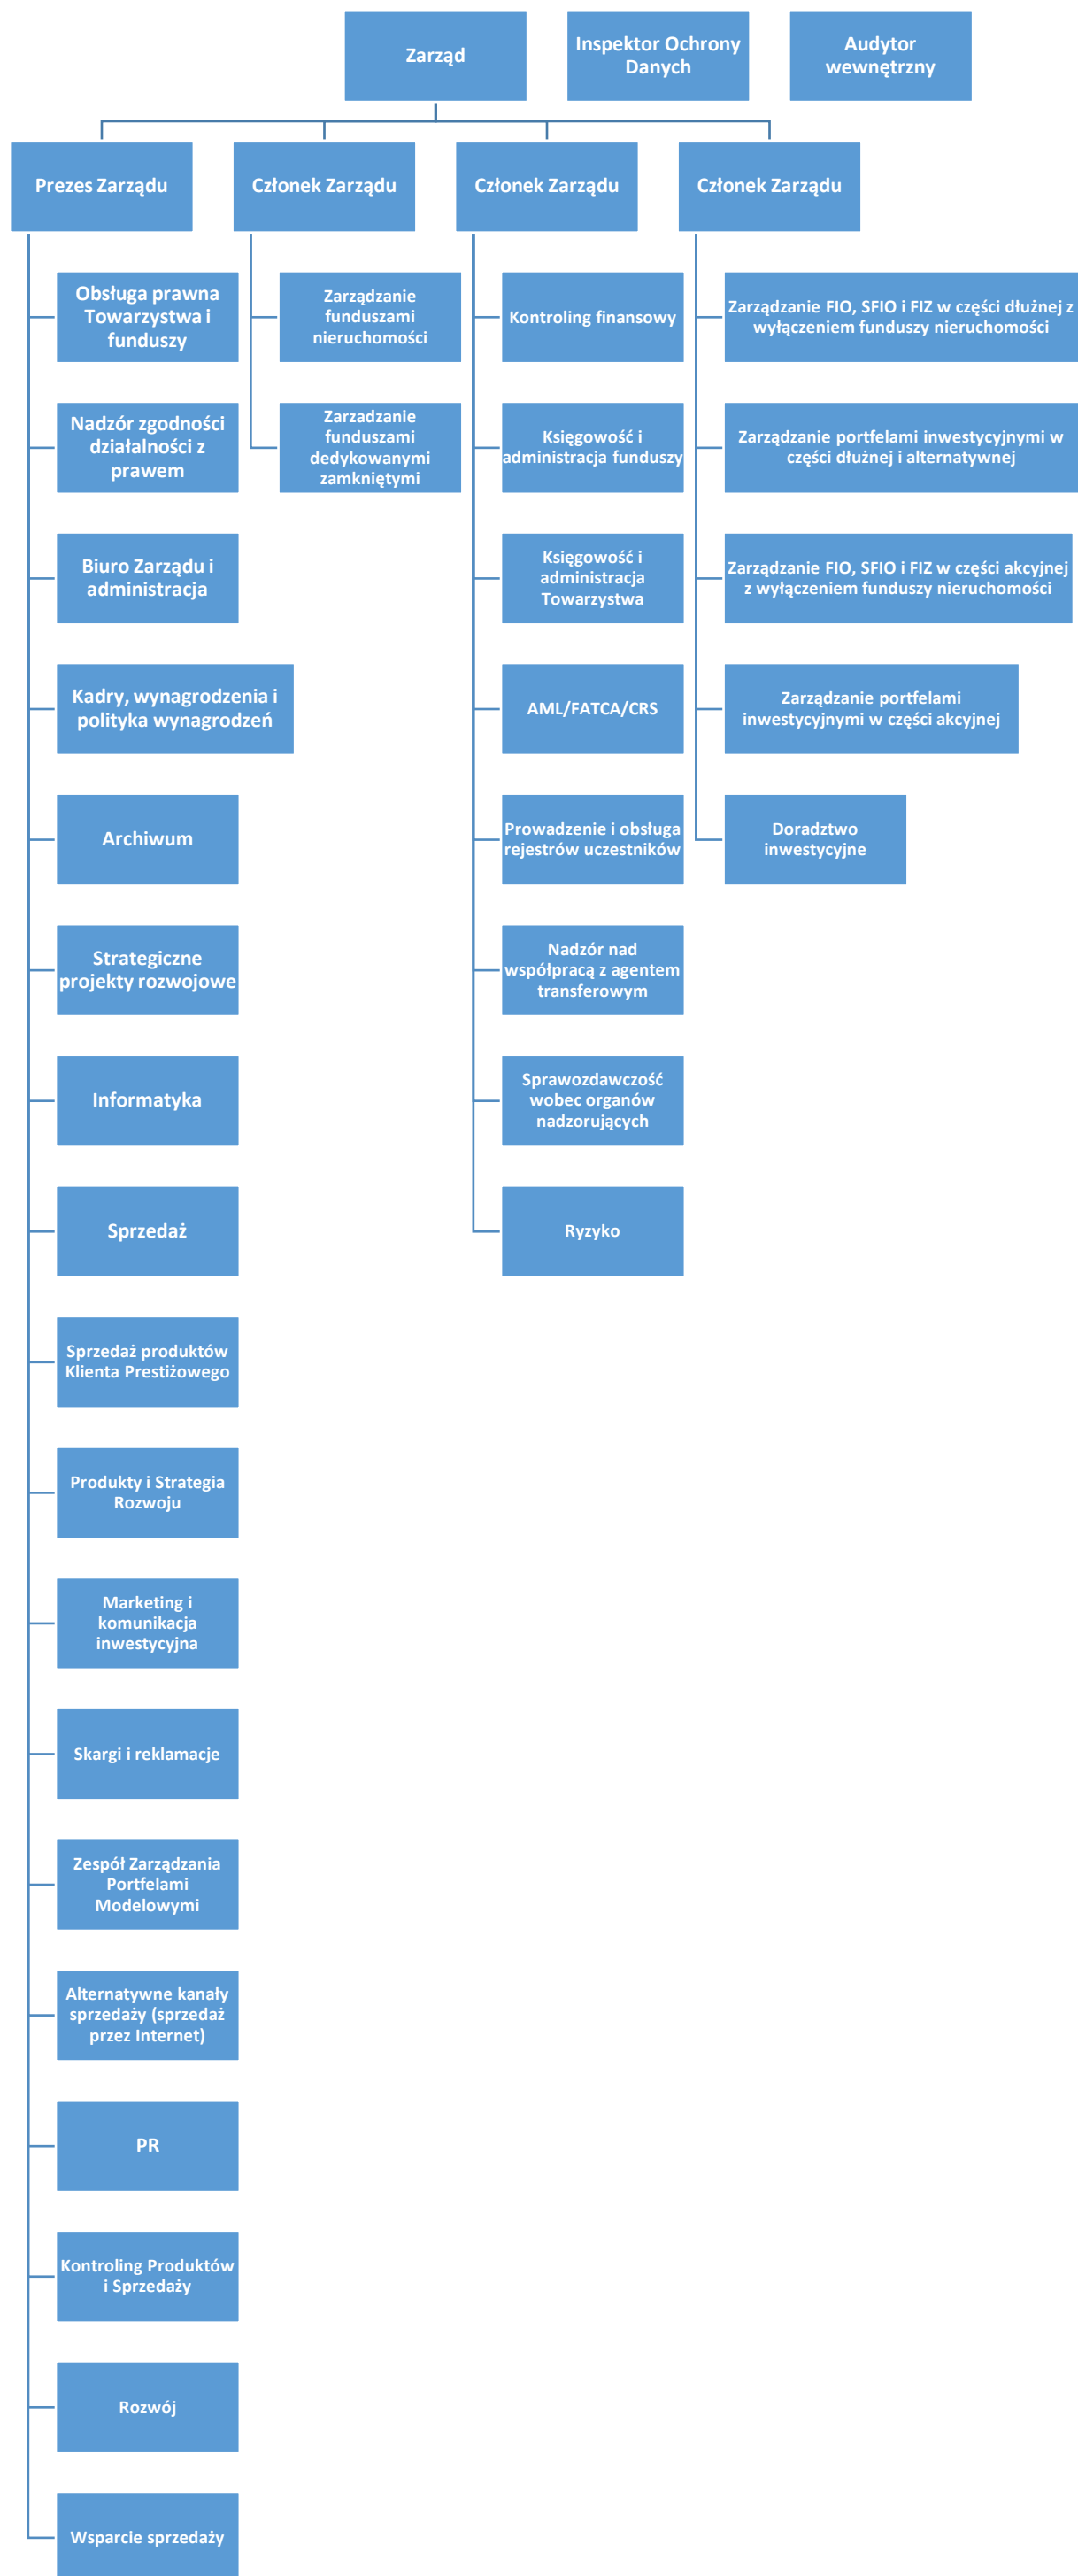 Zarząd
Inspektor Ochrony
Danych
Audytor
wewnętrzny
Prezes Zarządu
Członek Zarządu
Członek Zarządu
Członek Zarządu
Obsługa prawna
Towarzystwa i
funduszy
Nadzór zgodności
działalności z
prawem
Biuro Zarządu i
administracja
Kadry, wynagrodzenia i
polityka wynagrodzeń
Archiwum
Strategiczne
projekty rozwojowe
Informatyka
Sprzedaż
Sprzedaż produktów
Klienta Prestiżowego
Produkty i Strategia
Rozwoju
Marketing i
komunikacja
inwestycyjna
Skargi i reklamacje
Zespół Zarządzania
Portfelami
Modelowymi
Alternatywne kanały
sprzedaży (sprzedaż
przez Internet)
PR
Kontroling Produktów
i Sprzedaży
Rozwój
Wsparcie sprzedaży
Zarządzanie
funduszami
nieruchomości
Zarzadzanie
funduszami
dedykowanymi
zamkniętymi
Kontroling finansowy
Księgowość i
administracja funduszy
Księgowość i
administracja
Towarzystwa
AML/FATCA/CRS
Prowadzenie i obsługa
rejestrów uczestników
Nadzór nad
współpracą z agentem
transferowym
Sprawozdawczość
wobec organów
nadzorujących
Ryzyko
Zarządzanie FIO, SFIO i FIZ w części dłużnej z
wyłączeniem funduszy nieruchomości
Zarządzanie portfelami inwestycyjnymi w
części dłużnej i alternatywnej
Zarządzanie FIO, SFIO i FIZ w części akcyjnej
z wyłączeniem funduszy nieruchomości
Zarządzanie portfelami
inwestycyjnymi w części akcyjnej
Doradztwo
inwestycyjne